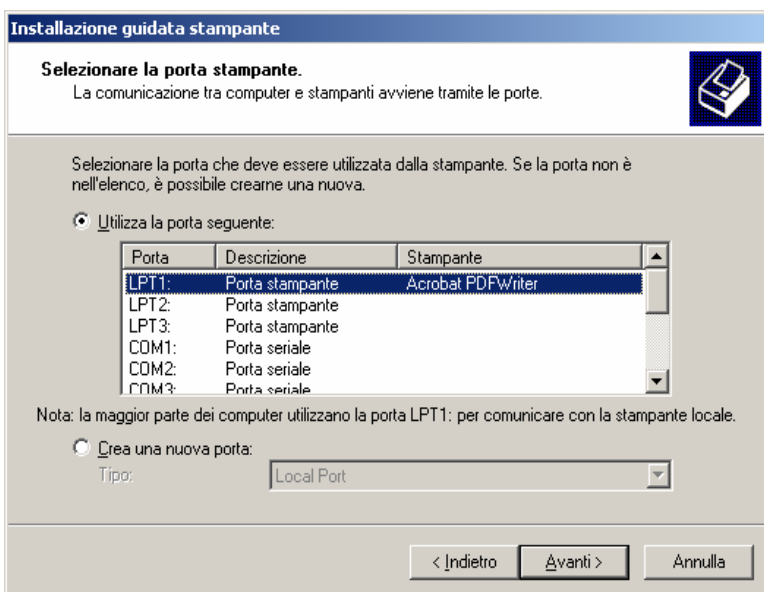 Installazione guidata stampante
Selezionare la porta stampante.
La comunicazione tra computer e stampanti avviene tramite le porte.
Selezionare la porta che deve essere utilizzata dalla stampante. Se la porta non è
nell'elenco, è possibile crearne una nuova.
Utilizza la porta seguente:
Porta Descrizione Stampante
LPT1: Porta stampante Acrobat PDFWriter
LPT2: Porta stampante
LPT3: Porta stampante
COM1: Porta seriale
COM2: Porta seriale
COM3: Porta seriale
Nota: la maggior parte dei computer utilizzano la porta LPT1: per comunicare con la stampante locale.
Crea una nuova porta:
Tipo: Local Port
< Indietro Avanti > Annulla